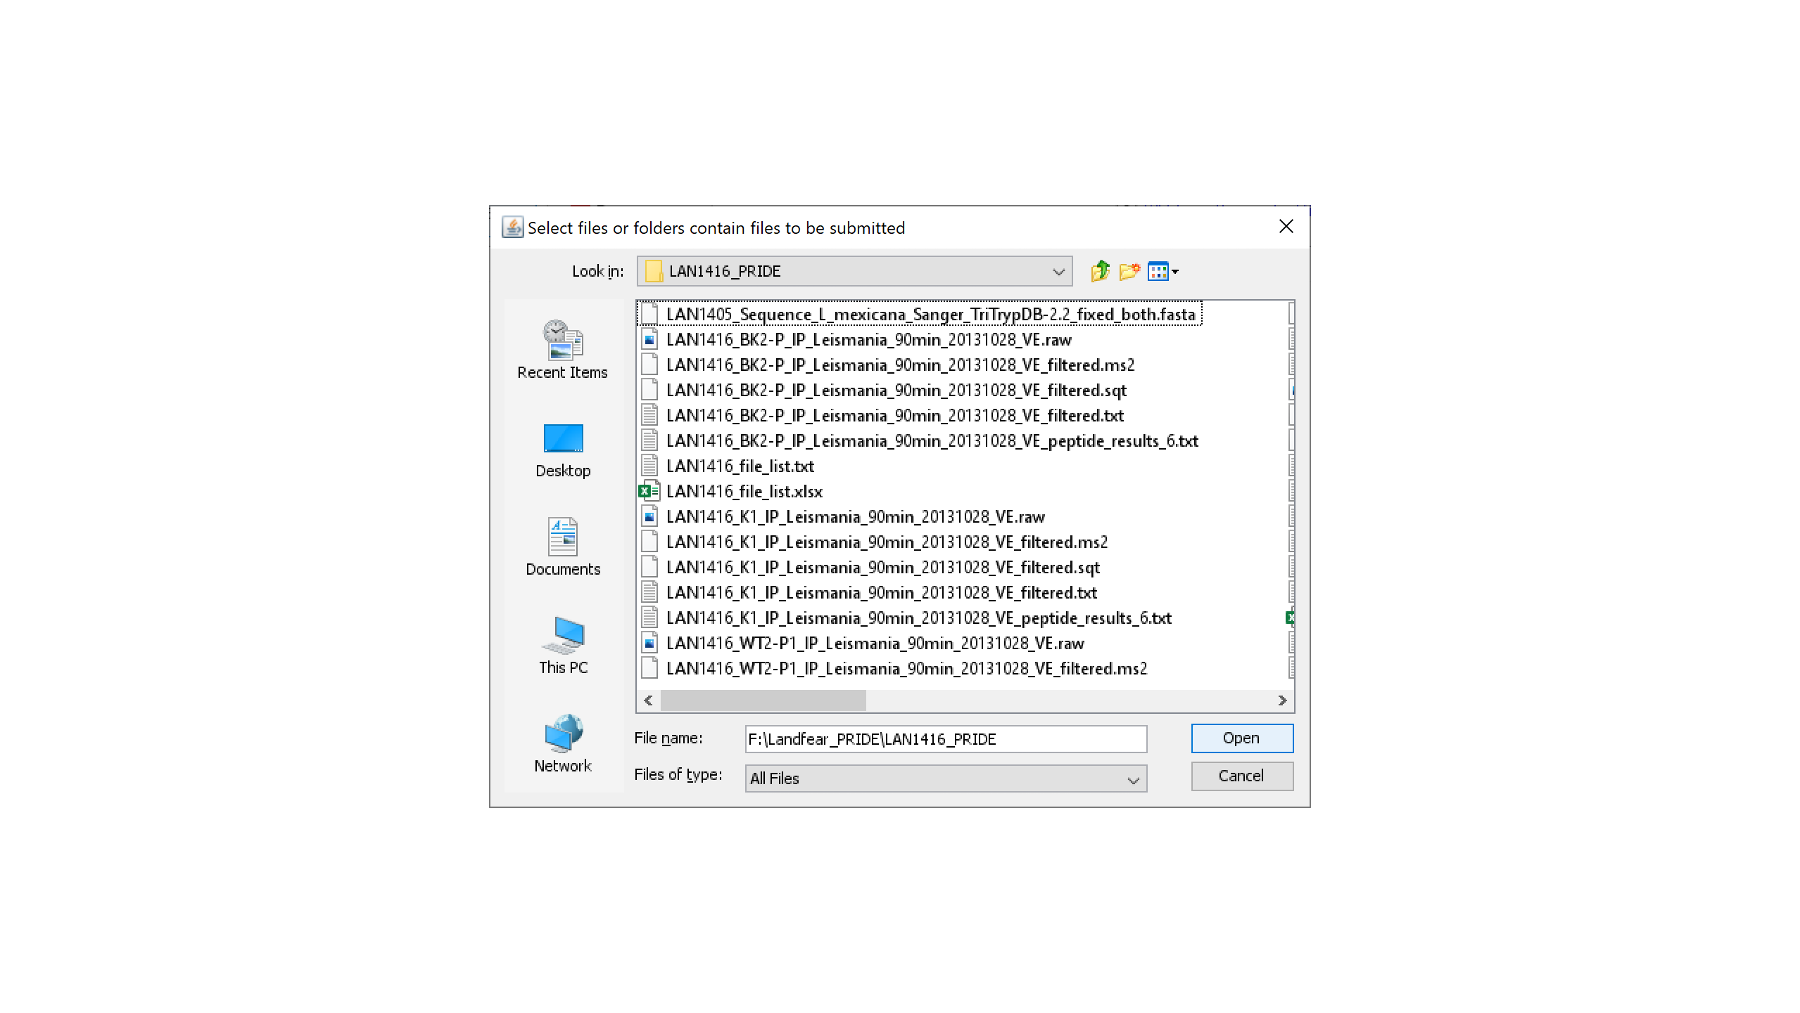 Select files or folders contain files to be submitted
Look in: LAN1416_PRIDE
Recent Items
Desktop
Documents
This PC
Network
LAN1405_Sequence_L_mexicana_Sanger_TriTrypDB-2.2_fixed_both.fasta
LAN1416_BK2-P_IP_Leismania_90min_20131028_VE.raw
LAN1416_BK2-P_IP_Leismania_90min_20131028_VE_filtered.ms2
LAN1416_BK2-P_IP_Leismania_90min_20131028_VE_filtered.sqt
LAN1416_BK2-P_IP_Leismania_90min_20131028_VE_filtered.txt
LAN1416_BK2-P_IP_Leismania_90min_20131028_VE_peptide_results_6.txt
LAN1416_file_list.txt
LAN1416_file_list.xlsx
LAN1416_K1_IP_Leismania_90min_20131028_VE.raw
LAN1416_K1_IP_Leismania_90min_20131028_VE_filtered.ms2
LAN1416_K1_IP_Leismania_90min_20131028_VE_filtered.sqt
LAN1416_K1_IP_Leismania_90min_20131028_VE_filtered.txt
LAN1416_K1_IP_Leismania_90min_20131028_VE_peptide_results_6.txt
LAN1416_WT2-P1_IP_Leismania_90min_20131028_VE.raw
LAN1416_WT2-P1_IP_Leismania_90min_20131028_VE_filtered.ms2
File name: F:\Landfear_PRIDE\LAN1416_PRIDE
Open
Files of type: All Files
Cancel